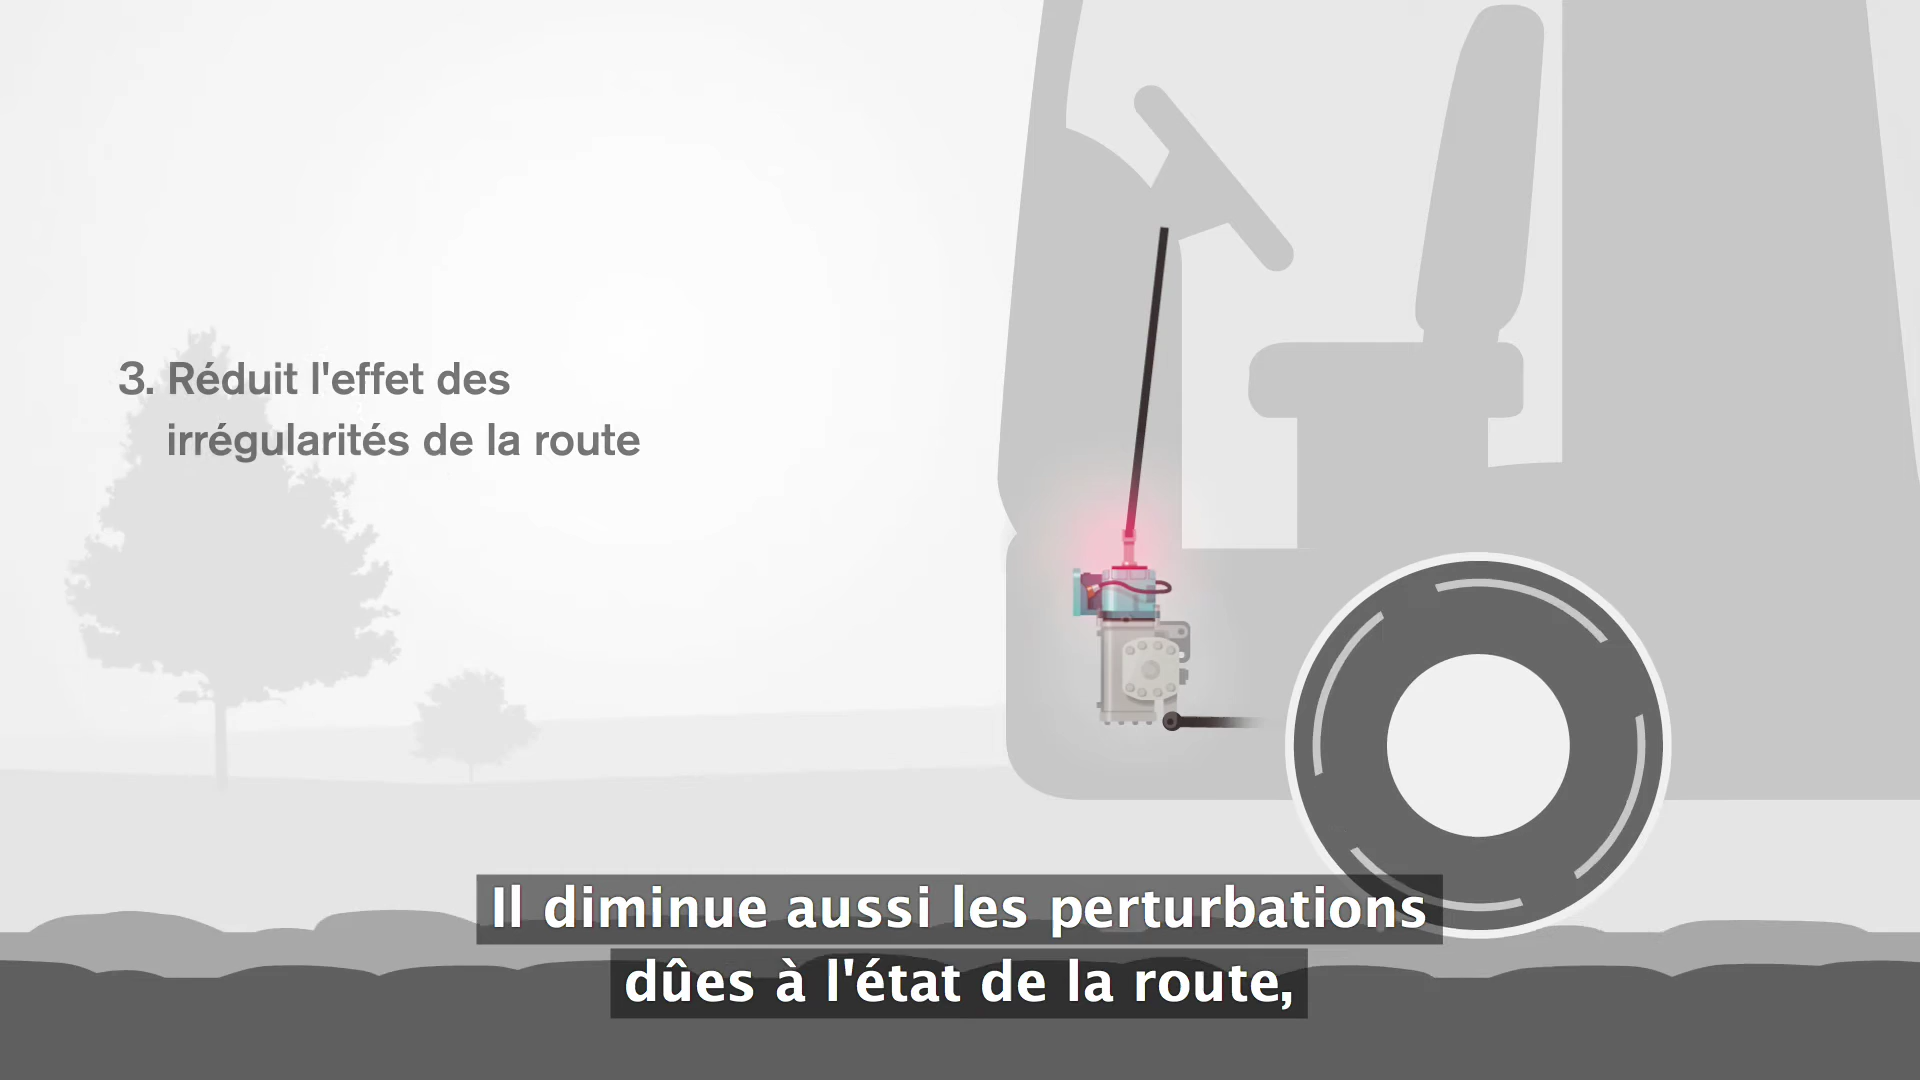 3. Réduit l'effet des
irrégularités de la route
Il diminue aussi les perturbations
dûes à l'état de la route,